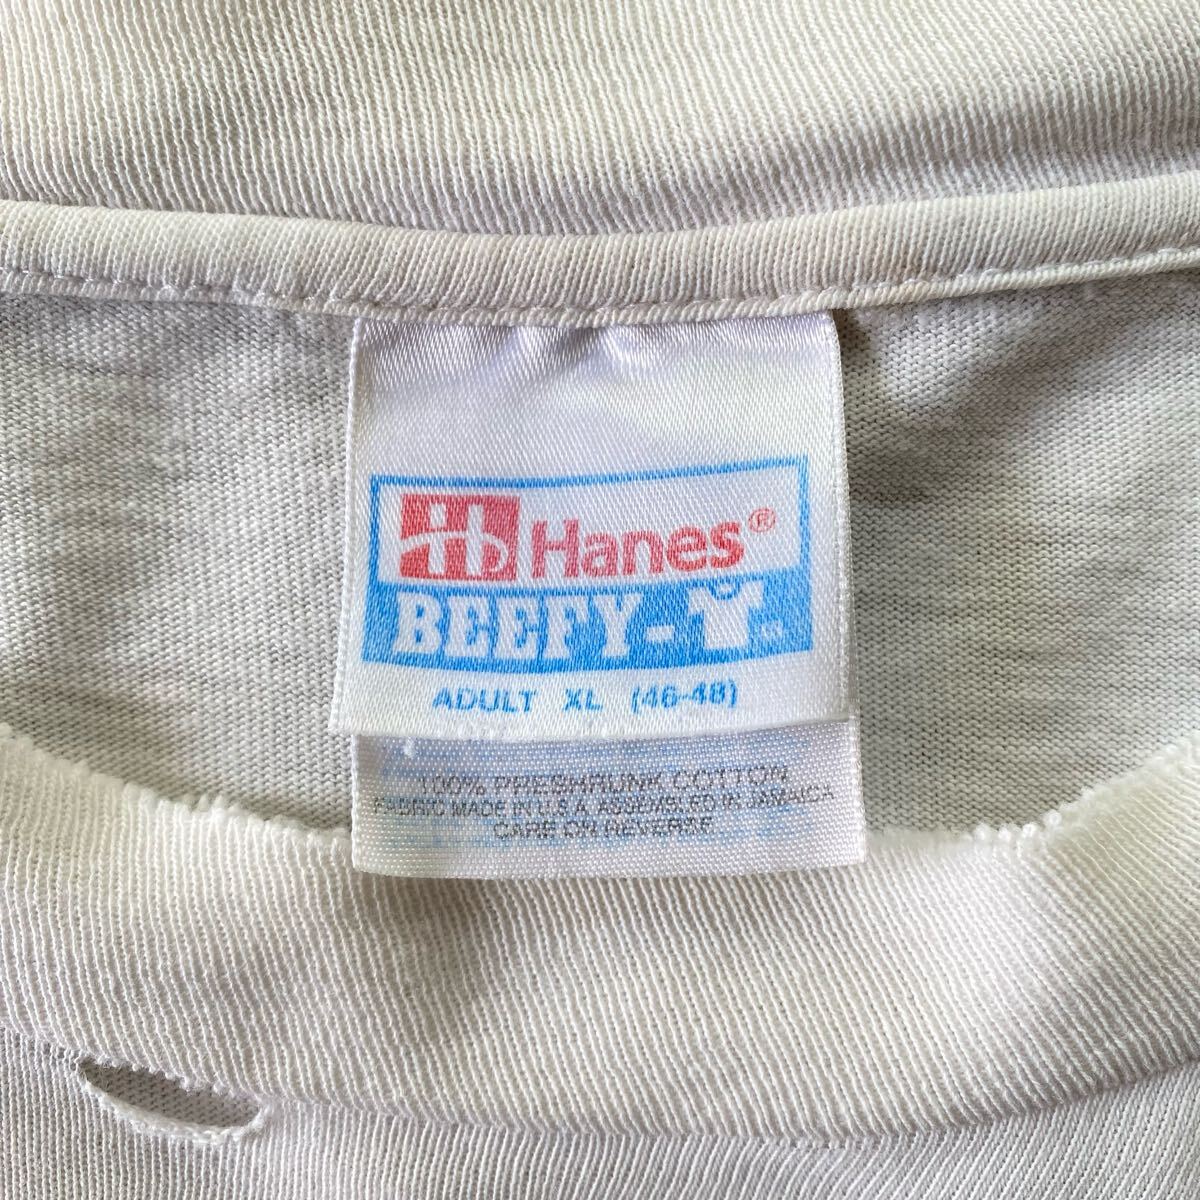 Hanes®
BEEFY-T
ADULT XL (46-48)
100% PRESHRUNK COTTON
FABRIC MADE IN U.S.A. ASSEMBLED IN JAMAICA
CARE ON REVERSE